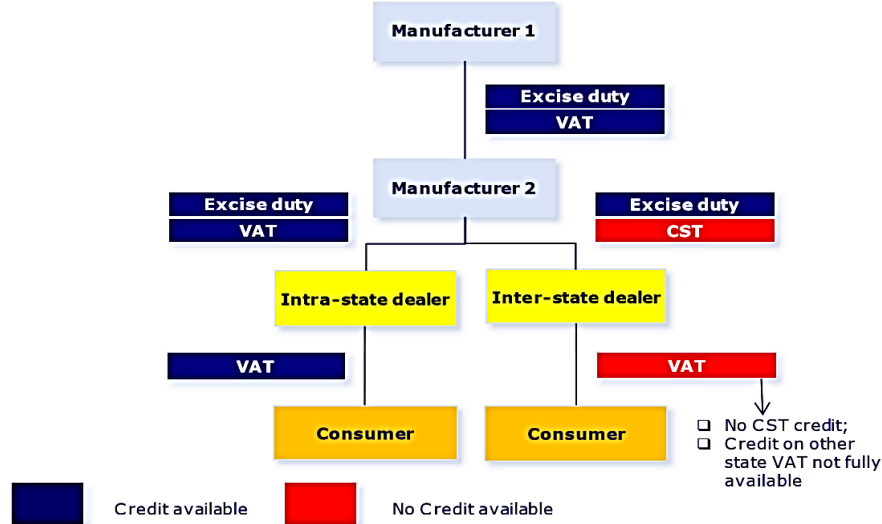 Manufacturer 1
Excise duty
VAT
Manufacturer 2
Excise duty
VAT
Excise duty
CST
Intra-state dealer
Inter-state dealer
VAT
VAT
Consumer
Consumer
❑ No CST credit;
❑ Credit on other
state VAT not fully
available
Credit available
No Credit available